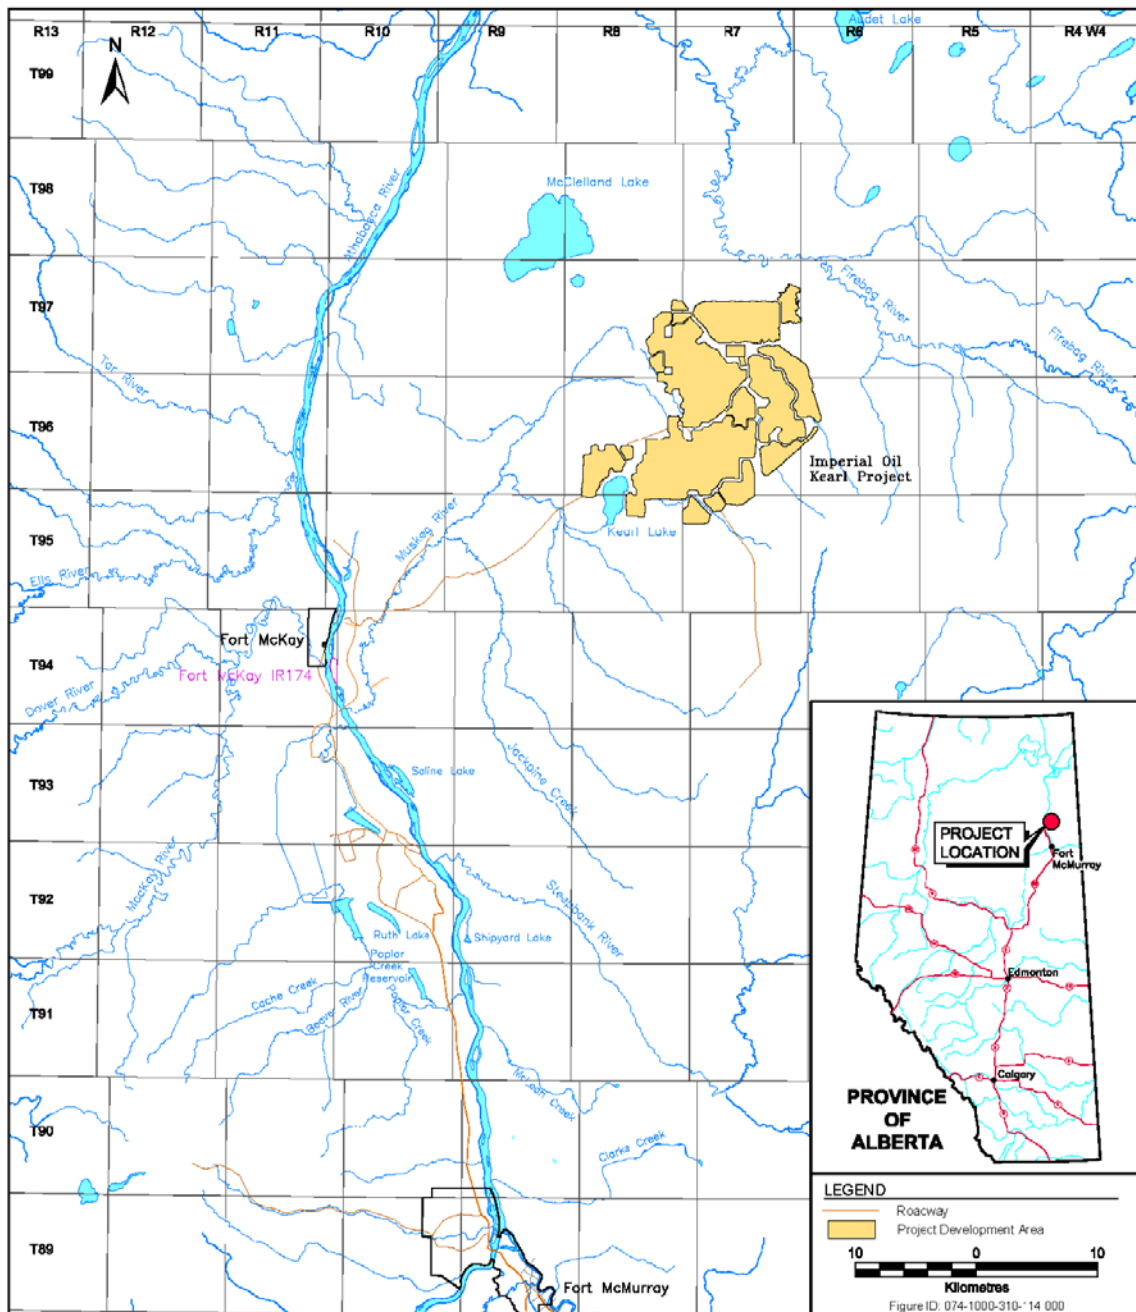 R13
R12
R11
R10
R9
R8
R7
R6
R5
R4 W4
Audet Lake
N
T99
T98
McClelland Lake
Athabasca River
T97
Firebag River
Firebag River
Tar River
T96
Imperial Oil
Kearl Project
Muskeg River
Kearl Lake
T95
Ells River
Fort McKay
T94
Fort McKay IR174
Dover River
Jackpine Creek
Saline Lake
T93
MacKay River
Steepbank River
T92
Ruth Lake
Shipyard Lake
Poplar
Creek
Reservoir
Cache Creek
Beaver River
Poplar Creek
T91
McLean Creek
T90
Clarke Creek
T89
Fort McMurray
PROJECT
LOCATION
Fort
McMurray
Edmonton
Calgary
PROVINCE
OF
ALBERTA
LEGEND
Roacway
Project Development Area
10 0 10
Kilometres
Figure ID: 074-1000-310-'14 000